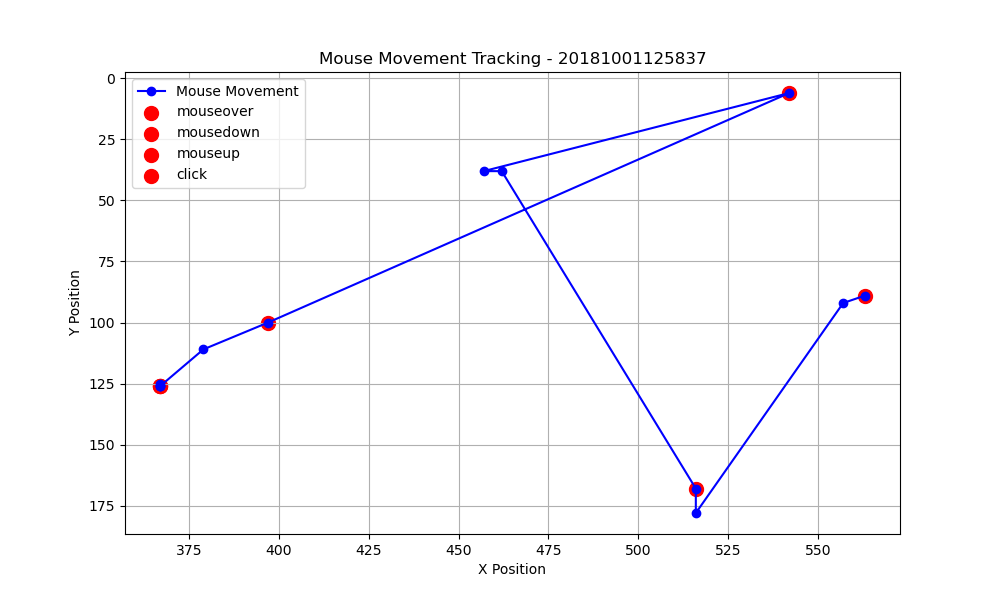 Mouse Movement Tracking - 20181001125837
Mouse Movement
mouseover
mousedown
mouseup
click
0
25
50
75
100
125
150
175
Y Position
375
400
425
450
475
500
525
550
X Position